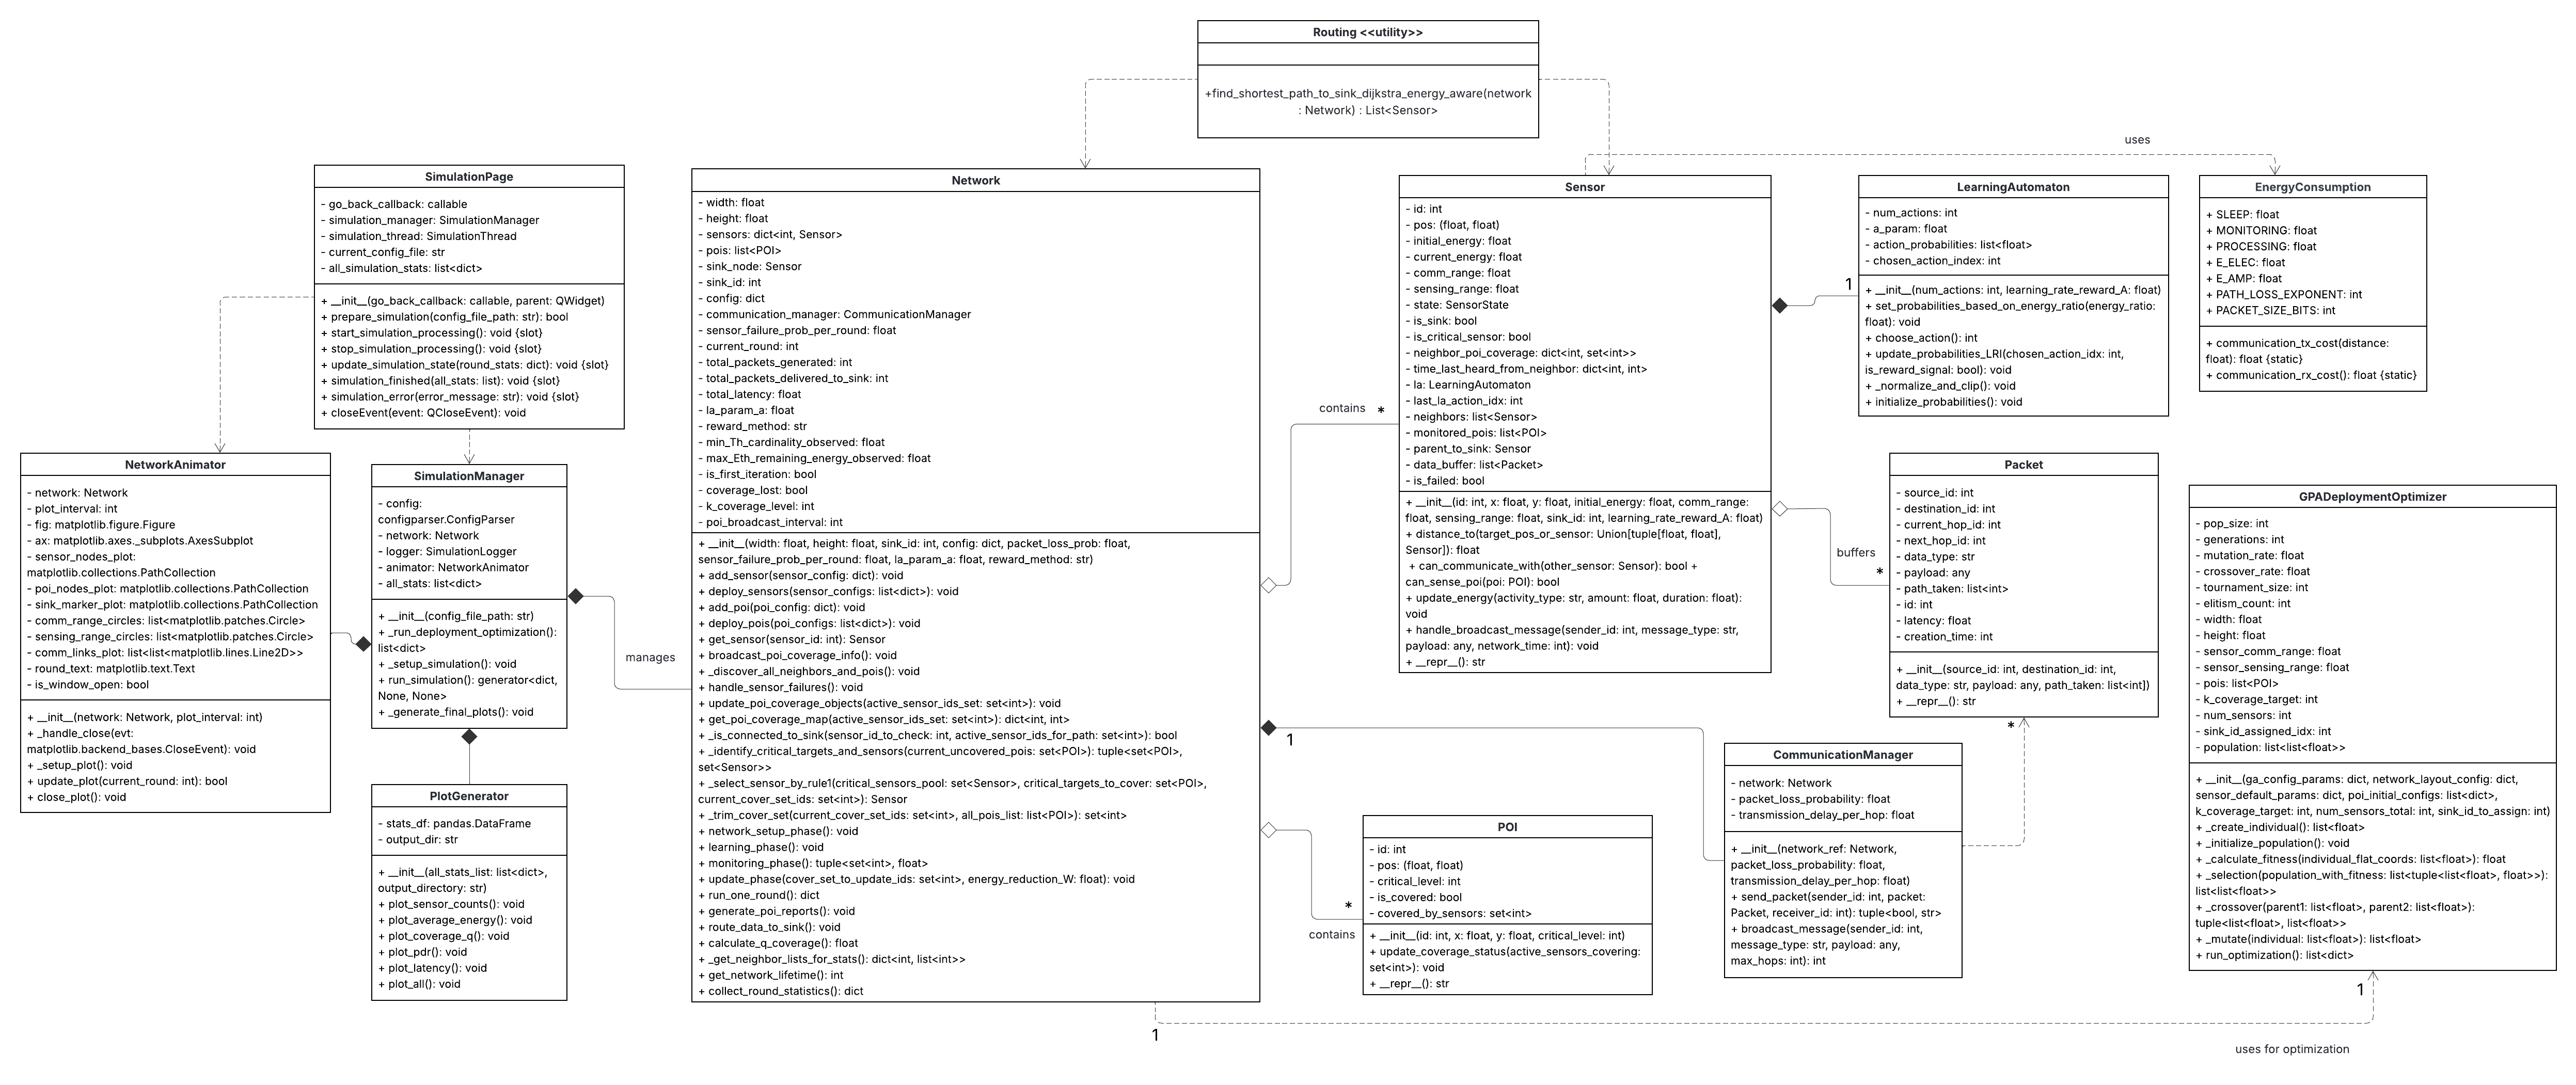 Routing <<utility>>
+find_shortest_path_to_sink_dijkstra_energy_aware(network
: Network) : List<Sensor>
uses
SimulationPage
- go_back_callback: callable
- simulation_manager: SimulationManager
- simulation_thread: SimulationThread
- current_config_file: str
- all_simulation_stats: list<dict>
+ __init__(go_back_callback: callable, parent: QWidget)
+ prepare_simulation(config_file_path: str): bool
+ start_simulation_processing(): void {slot}
+ stop_simulation_processing(): void {slot}
+ update_simulation_state(round_stats: dict): void {slot}
+ simulation_finished(all_stats: list): void {slot}
+ simulation_error(error_message: str): void {slot}
+ closeEvent(event: QCloseEvent): void
NetworkAnimator
- network: Network
- plot_interval: int
- fig: matplotlib.figure.Figure
- ax: matplotlib.axes._subplots.AxesSubplot
- sensor_nodes_plot:
matplotlib.collections.PathCollection
- poi_nodes_plot: matplotlib.collections.PathCollection
- sink_marker_plot: matplotlib.collections.PathCollection
- comm_range_circles: list<matplotlib.patches.Circle>
- sensing_range_circles: list<matplotlib.patches.Circle>
- comm_links_plot: list<list<matplotlib.lines.Line2D>>
- round_text: matplotlib.text.Text
- is_window_open: bool
+ __init__(network: Network, plot_interval: int)
+ _handle_close(evt:
matplotlib.backend_bases.CloseEvent): void
+ _setup_plot(): void
+ update_plot(current_round: int): bool
+ close_plot(): void
SimulationManager
- config:
configparser.ConfigParser
- network: Network
- logger: SimulationLogger
- animator: NetworkAnimator
- all_stats: list<dict>
+ __init__(config_file_path: str)
+ _run_deployment_optimization():
list<dict>
+ _setup_simulation(): void
+ run_simulation(): generator<dict,
None, None>
+ _generate_final_plots(): void
PlotGenerator
- stats_df: pandas.DataFrame
- output_dir: str
+ __init__(all_stats_list: list<dict>,
output_directory: str)
+ plot_sensor_counts(): void
+ plot_average_energy(): void
+ plot_coverage_q(): void
+ plot_pdr(): void
+ plot_latency(): void
+ plot_all(): void
manages
Network
- width: float
- height: float
- sensors: dict<int, Sensor>
- pois: list<POI>
- sink_node: Sensor
- sink_id: int
- config: dict
- communication_manager: CommunicationManager
- sensor_failure_prob_per_round: float
- current_round: int
- total_packets_generated: int
- total_packets_delivered_to_sink: int
- total_latency: float
- la_param_a: float
- reward_method: str
- min_Th_cardinality_observed: float
- max_Eth_remaining_energy_observed: float
- is_first_iteration: bool
- coverage_lost: bool
- k_coverage_level: int
- poi_broadcast_interval: int
+ __init__(width: float, height: float, sink_id: int, config: dict, packet_loss_prob: float,
sensor_failure_prob_per_round: float, la_param_a: float, reward_method: str)
+ add_sensor(sensor_config: dict): void
+ deploy_sensors(sensor_configs: list<dict>): void
+ add_poi(poi_config: dict): void
+ deploy_pois(poi_configs: list<dict>): void
+ get_sensor(sensor_id: int): Sensor
+ broadcast_poi_coverage_info(): void
+ _discover_all_neighbors_and_pois(): void
+ handle_sensor_failures(): void
+ update_poi_coverage_objects(active_sensor_ids_set: set<int>): void
+ get_poi_coverage_map(active_sensor_ids_set: set<int>): dict<int, int>
+ _is_connected_to_sink(sensor_id_to_check: int, active_sensor_ids_for_path: set<int>): bool
+ _identify_critical_targets_and_sensors(current_uncovered_pois: set<POI>): tuple<set<POI>,
set<Sensor>>
+ _select_sensor_by_rule1(critical_sensors_pool: set<Sensor>, critical_targets_to_cover: set<POI>,
current_cover_set_ids: set<int>): Sensor
+ _trim_cover_set(current_cover_set_ids: set<int>, all_pois_list: list<POI>): set<int>
+ network_setup_phase(): void
+ learning_phase(): void
+ monitoring_phase(): tuple<set<int>, float>
+ update_phase(cover_set_to_update_ids: set<int>, energy_reduction_W: float): void
+ run_one_round(): dict
+ generate_poi_reports(): void
+ route_data_to_sink(): void
+ calculate_q_coverage(): float
+ _get_neighbor_lists_for_stats(): dict<int, list<int>>
+ get_network_lifetime(): int
+ collect_round_statistics(): dict
contains *
1
*
contains
Sensor
- id: int
- pos: (float, float)
- initial_energy: float
- current_energy: float
- comm_range: float
- sensing_range: float
- state: SensorState
- is_sink: bool
- is_critical_sensor: bool
- neighbor_poi_coverage: dict<int, set<int>>
- time_last_heard_from_neighbor: dict<int, int>
- la: LearningAutomaton
- last_la_action_idx: int
- neighbors: list<Sensor>
- monitored_pois: list<POI>
- parent_to_sink: Sensor
- data_buffer: list<Packet>
- is_failed: bool
+ __init__(id: int, x: float, y: float, initial_energy: float, comm_range:
float, sensing_range: float, sink_id: int, learning_rate_reward_A: float)
+ distance_to(target_pos_or_sensor: Union[tuple[float, float],
Sensor]): float
+ can_communicate_with(other_sensor: Sensor): bool +
can_sense_poi(poi: POI): bool
+ update_energy(activity_type: str, amount: float, duration: float):
void
+ handle_broadcast_message(sender_id: int, message_type: str,
payload: any, network_time: int): void
+ __repr__(): str
1
LearningAutomaton
- num_actions: int
- a_param: float
- action_probabilities: list<float>
- chosen_action_index: int
+ __init__(num_actions: int, learning_rate_reward_A: float)
+ set_probabilities_based_on_energy_ratio(energy_ratio:
float): void
+ choose_action(): int
+ update_probabilities_LRI(chosen_action_idx: int,
is_reward_signal: bool): void
+ _normalize_and_clip(): void
+ initialize_probabilities(): void
EnergyConsumption
+ SLEEP: float
+ MONITORING: float
+ PROCESSING: float
+ E_ELEC: float
+ E_AMP: float
+ PATH_LOSS_EXPONENT: int
+ PACKET_SIZE_BITS: int
+ communication_tx_cost(distance:
float): float {static}
+ communication_rx_cost(): float {static}
buffers
*
Packet
- source_id: int
- destination_id: int
- current_hop_id: int
- next_hop_id: int
- data_type: str
- payload: any
- path_taken: list<int>
- id: int
- latency: float
- creation_time: int
+ __init__(source_id: int, destination_id: int,
data_type: str, payload: any, path_taken: list<int])
+ __repr__(): str
*
POI
- id: int
- pos: (float, float)
- critical_level: int
- is_covered: bool
- covered_by_sensors: set<int>
+ __init__(id: int, x: float, y: float, critical_level: int)
+ update_coverage_status(active_sensors_covering:
set<int>): void
+ __repr__(): str
CommunicationManager
- network: Network
- packet_loss_probability: float
- transmission_delay_per_hop: float
+ __init__(network_ref: Network,
packet_loss_probability: float,
transmission_delay_per_hop: float)
+ send_packet(sender_id: int, packet:
Packet, receiver_id: int): tuple<bool, str>
+ broadcast_message(sender_id: int,
message_type: str, payload: any,
max_hops: int): int
GPADeploymentOptimizer
- pop_size: int
- generations: int
- mutation_rate: float
- crossover_rate: float
- tournament_size: int
- elitism_count: int
- width: float
- height: float
- sensor_comm_range: float
- sensor_sensing_range: float
- pois: list<POI>
- k_coverage_target: int
- num_sensors: int
- sink_id_assigned_idx: int
- population: list<list<float>>
+ __init__(ga_config_params: dict, network_layout_config: dict,
sensor_default_params: dict, poi_initial_configs: list<dict>,
k_coverage_target: int, num_sensors_total: int, sink_id_to_assign: int)
+ _create_individual(): list<float>
+ _initialize_population(): void
+ _calculate_fitness(individual_flat_coords: list<float>): float
+ _selection(population_with_fitness: list<tuple<list<float>, float>>):
list<list<float>>
+ _crossover(parent1: list<float>, parent2: list<float>):
tuple<list<float>, list<float>>
+ _mutate(individual: list<float>): list<float>
+ run_optimization(): list<dict>
1
1
uses for optimization